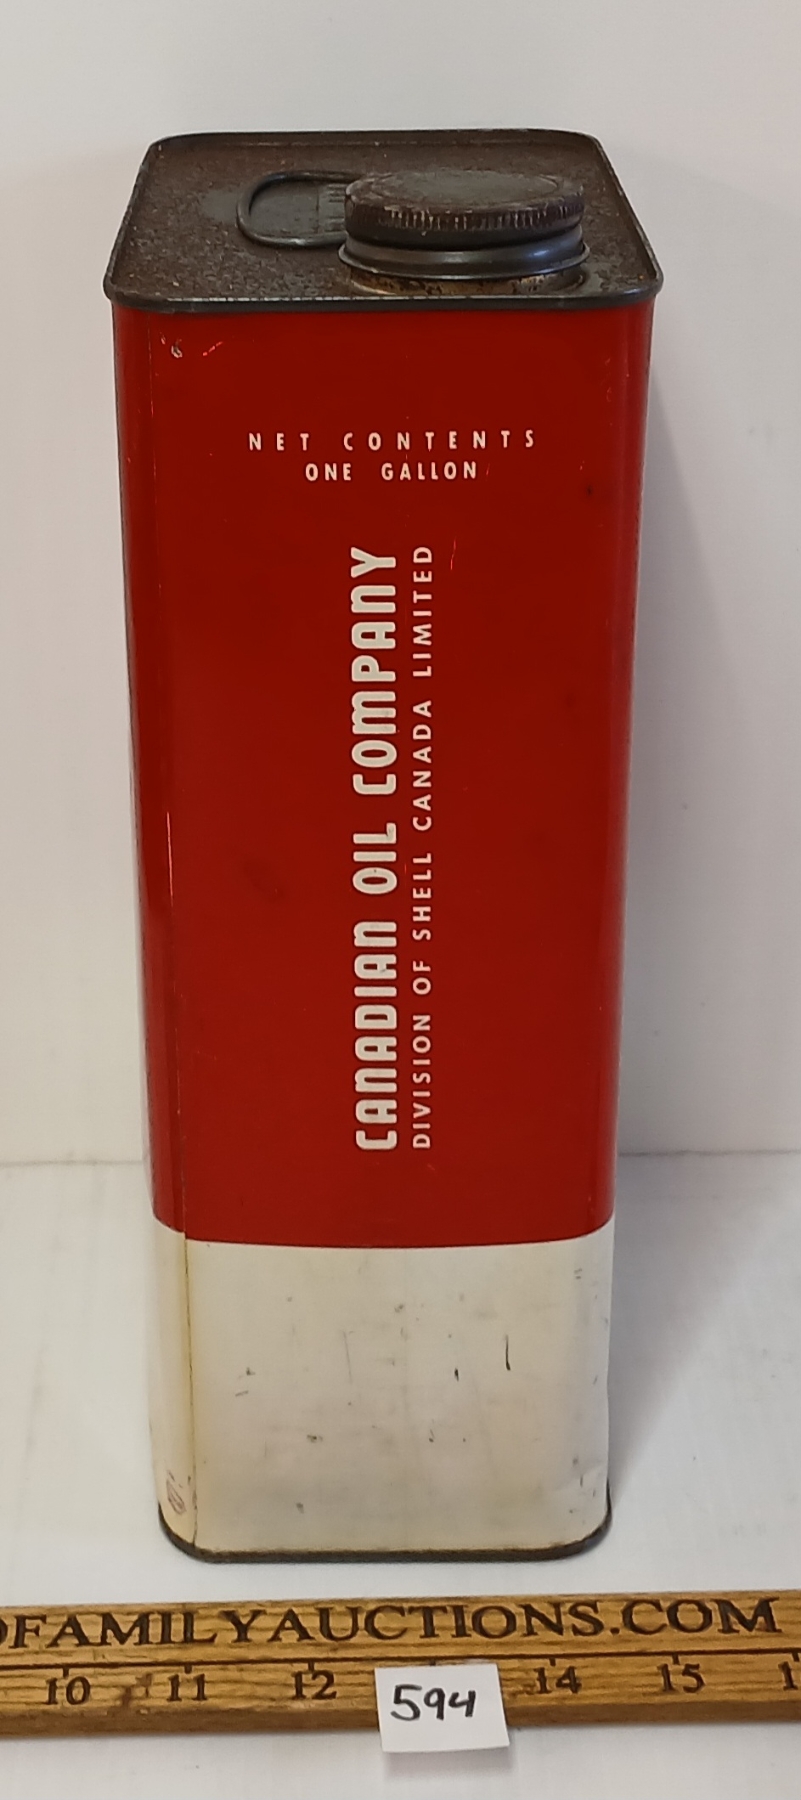 NET CONTENTS
ONE GALLON
CANADIAN OIL COMPANY
DIVISION OF SHELL CANADA LIMITED
FAMILYAUCTIONS.COM
10 11 12 14 15
594